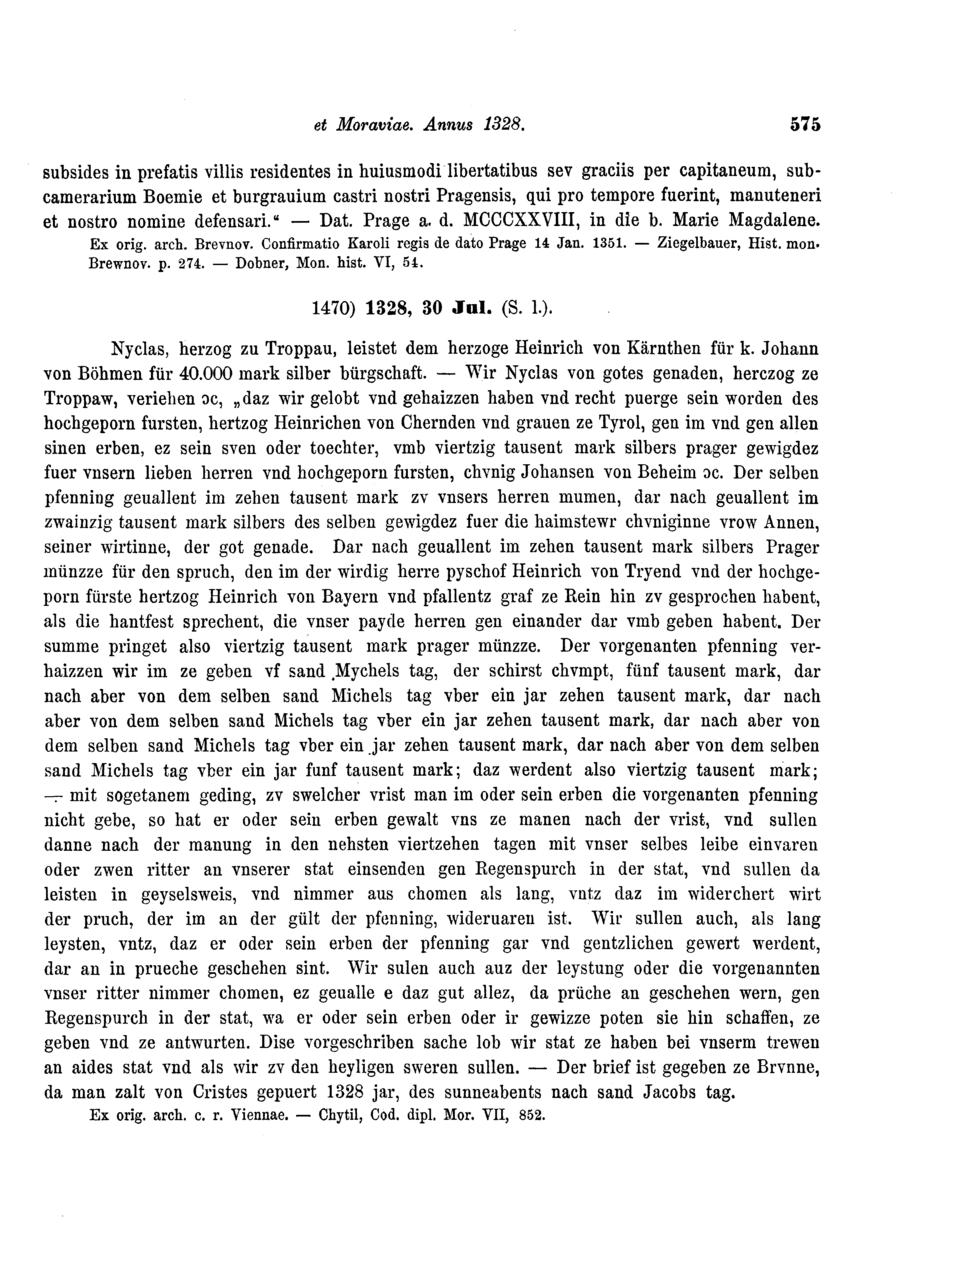 et Moraviae. Annus 1328. 575
subsides in prefatis villis residentes in huiusmodi libertatibus sev graciis per capitaneum, sub-
camerarium Boemie et burgrauium castri nostri Pragensis, qui pro tempore fuerint, manuteneri
et nostro nomine defensari.“ — Dat. Prage a. d. MCCCXXVIII, in die b. Marie Magdalene.
Ex orig. arch. Brevnov. Confirmatio Karoli regis de dato Prage 14 Jan. 1351. — Ziegelbauer, Hist. mon.
Brewnov. p. 274. — Dobner, Mon. hist. VI, 54.
1470) 1328, 30 Jul. (S. l.).
Nyclas, herzog zu Troppau, leistet dem herzoge Heinrich von Kärnthen für k. Johann
von Böhmen für 40.000 mark silber bürgschaft. — Wir Nyclas von gotes genaden, herczog ze
Troppaw, veriehen ɔc, „daz wir gelobt vnd gehaizzen haben vnd recht puerge sein worden des
hochgeporn fursten, hertzog Heinrichen von Chernden vnd grauen ze Tyrol, gen im vnd gen allen
sinen erben, ez sein sven oder toechter, vmb viertzig tausent mark silbers prager gewigdez
fuer vnsern lieben herren vnd hochgeporn fursten, chvnig Johansen von Beheim ɔc. Der selben
pfenning geuallent im zehen tausent mark zv vnsers herren mumen, dar nach geuallent im
zwainzig tausent mark silbers des selben gewigdez fuer die haimstewr chvniginne vrow Annen,
seiner wirtinne, der got genade. Dar nach geuallent im zehen tausent mark silbers Prager
münzze für den spruch, den im der wirdig herre pyschof Heinrich von Tryend vnd der hochge-
porn fürste hertzog Heinrich von Bayern vnd pfallentz graf ze Rein hin zv gesprochen habent,
als die hantfest sprechent, die vnser payde herren gen einander dar vmb geben habent. Der
summe pringet also viertzig tausent mark prager münzze. Der vorgenanten pfenning ver-
haizzen wir im ze geben vf sand Mychels tag, der schirst chvmpt, fünf tausent mark, dar
nach aber von dem selben sand Michels tag vber ein jar zehen tausent mark, dar nach
aber von dem selben sand Michels tag vber ein jar zehen tausent mark, dar nach aber von
dem selben sand Michels tag vber ein jar zehen tausent mark, dar nach aber von dem selben
sand Michels tag vber ein jar funf tausent mark; daz werdent also viertzig tausent mark;
— mit sogetanem geding, zv swelcher vrist man im oder sein erben die vorgenanten pfenning
nicht gebe, so hat er oder sein erben gewalt vns ze manen nach der vrist, vnd sullen
danne nach der manung in den nehsten viertzehen tagen mit vnser selbes leibe einvaren
oder zwen ritter an vnserer stat einsenden gen Regenspurch in der stat, vnd sullen da
leisten in geyselsweis, vnd nimmer aus chomen als lang, vntz daz im widerchert wirt
der pruch, der im an der gült der pfenning, wideruaren ist. Wir sullen auch, als lang
leysten, vntz, daz er oder sein erben der pfenning gar vnd gentzlichen gewert werdent,
dar an in prueche geschehen sint. Wir sulen auch auz der leystung oder die vorgenannten
vnser ritter nimmer chomen, ez geualle e daz gut allez, da prüche an geschehen wern, gen
Regenspurch in der stat, wa er oder sein erben oder ir gewizze poten sie hin schaffen, ze
geben vnd ze antwurten. Dise vorgeschriben sache lob wir stat ze haben bei vnserm trewen
an aides stat vnd als wir zv den heyligen sweren sullen. — Der brief ist gegeben ze Brvnne,
da man zalt von Cristes gepuert 1328 jar, des sunneabents nach sand Jacobs tag.
Ex orig. arch. c. r. Viennae. — Chytil, Cod. dipl. Mor. VII, 852.